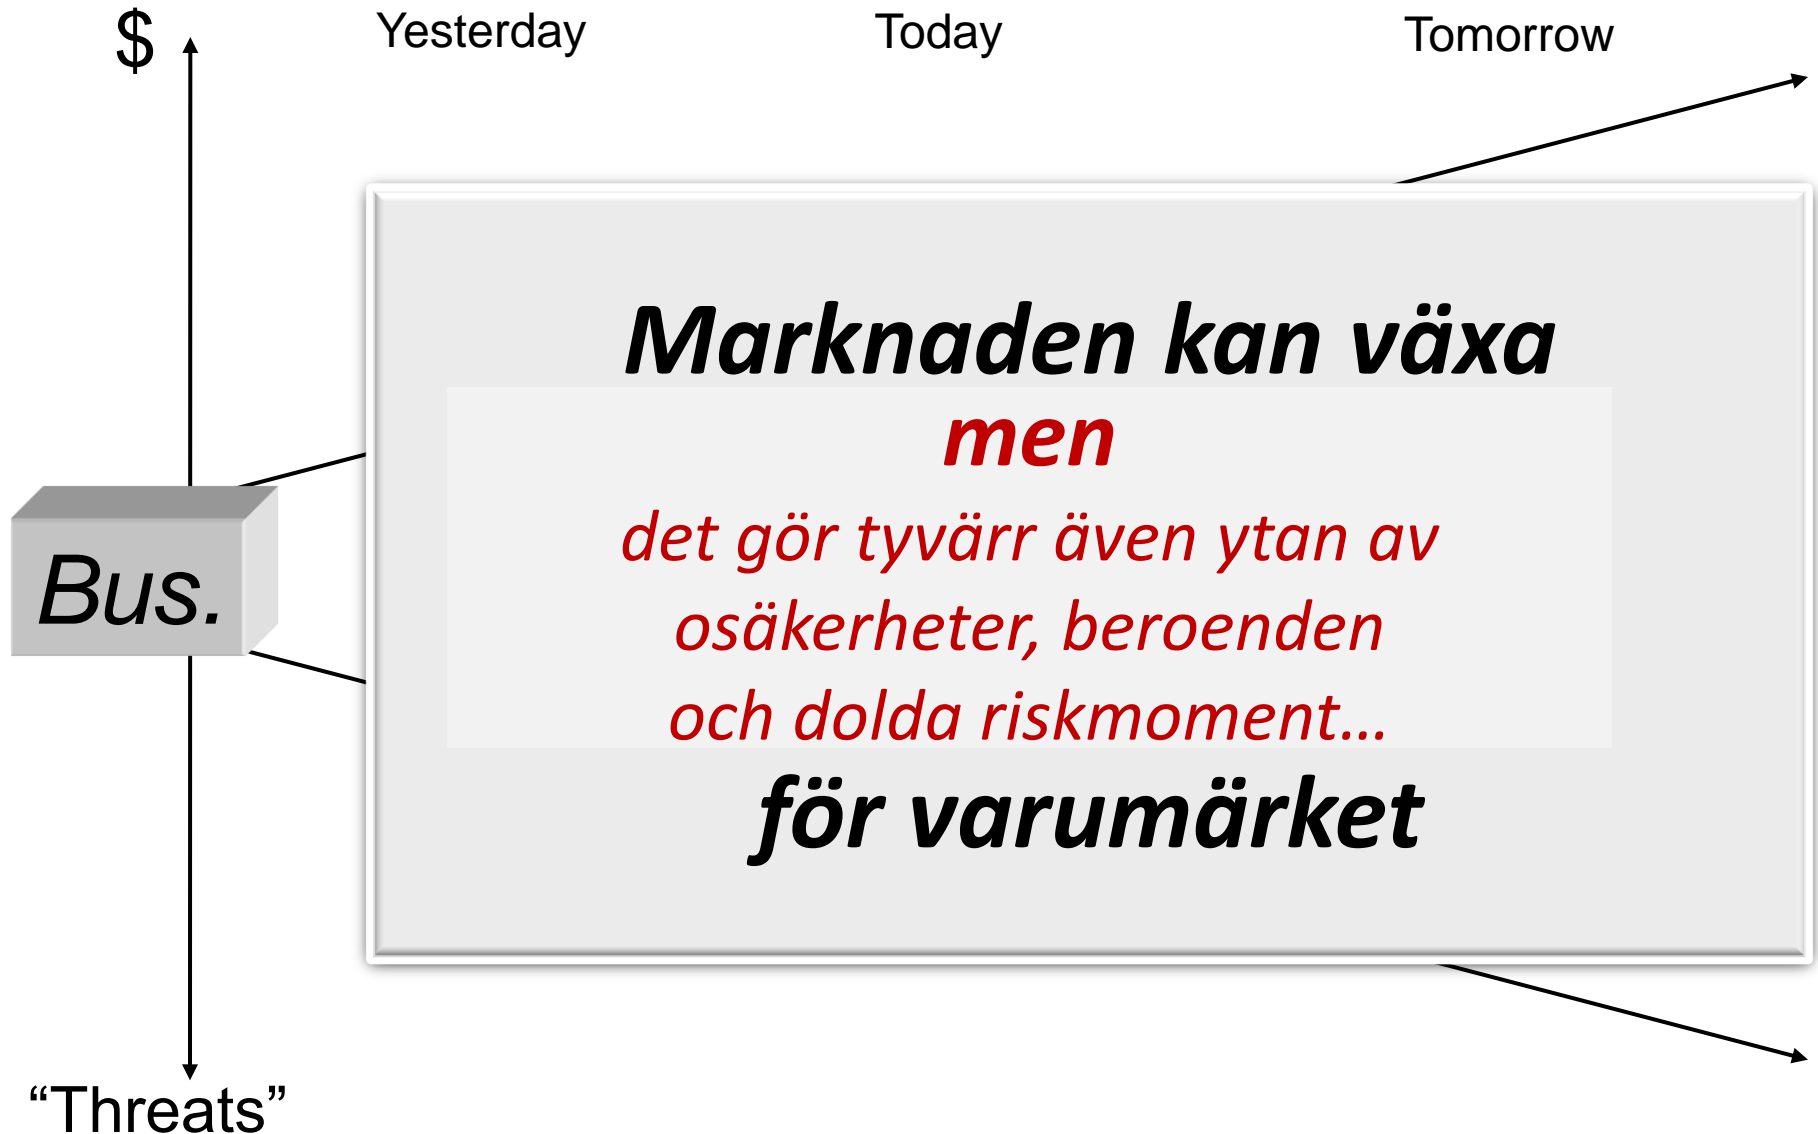 $
Yesterday
Today
Tomorrow
Marknaden kan växa
men
det gör tyvärr även ytan av
osäkerheter, beroenden
och dolda riskmoment...
för varumärket
Bus.
“Threats”